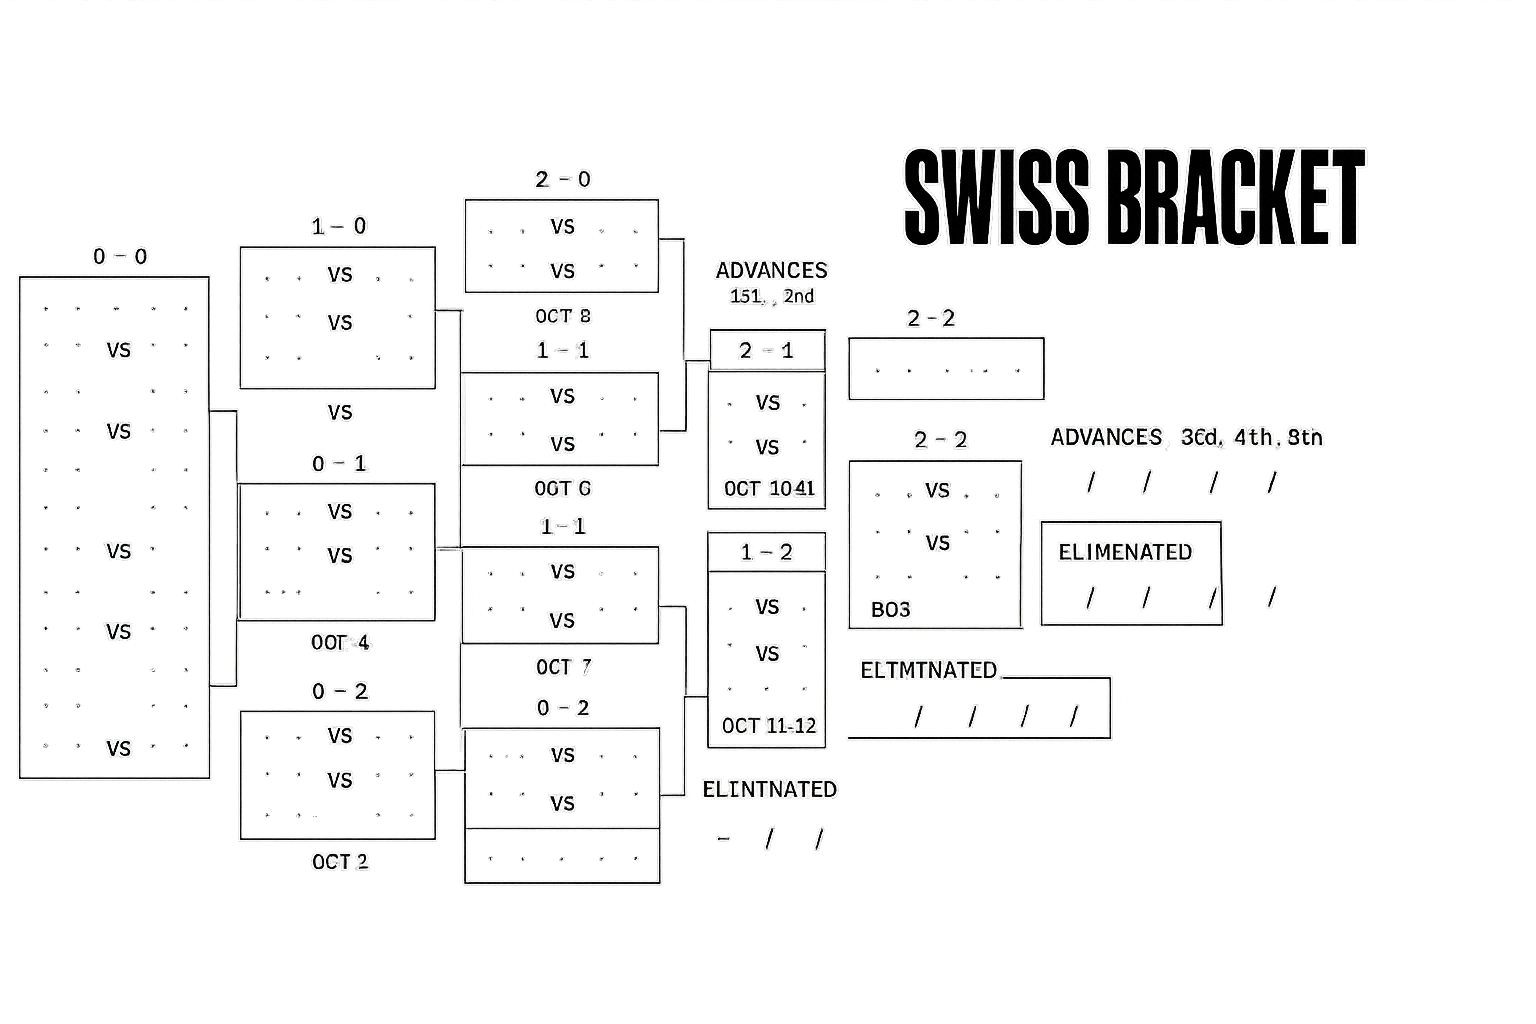 SWISS BRACKET
0 - 0
VS
VS
VS
VS
VS
1 - 0
VS
VS
VS
0 - 1
VS
VS
OOT 4
0 - 2
VS
VS
OCT 2
2 - 0
VS
VS
OCT 8
1 - 1
VS
VS
OGT G
1 - 1
VS
VS
OCT 7
0 - 2
VS
VS
ADVANCES
151. , 2nd
2 - 1
VS
VS
OCT 10-41
1 - 2
VS
VS
OCT 11-12
ELINTNATED
- / /
2 - 2
2 - 2
VS
VS
BO3
ADVANCES 3Cd, 4th, 8tn
/ / / /
ELIMENATED
/ / / /
ELTMTNATED
/ / / /